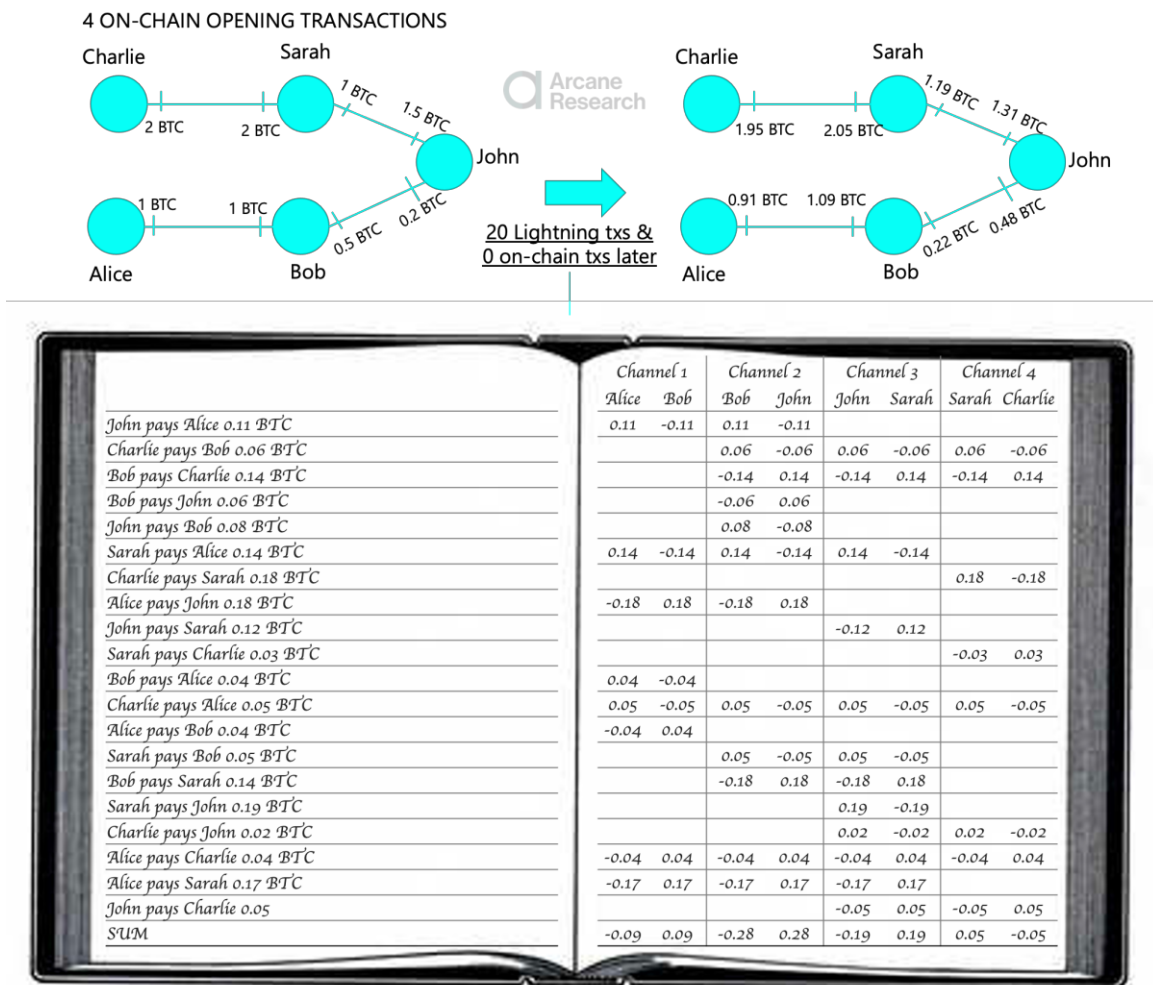 4 ON-CHAIN OPENING TRANSACTIONS
Charlie
Sarah
2 BTC
2 BTC
1 BTC
1.5 BTC
John
1 BTC
1 BTC
0.5 BTC
0.2 BTC
Alice
Bob
Arcane
Research
20 Lightning txs &
0 on-chain txs later
Charlie
Sarah
1.95 BTC
2.05 BTC
1.19 BTC
1.31 BTC
John
0.91 BTC
1.09 BTC
0.22 BTC
0.48 BTC
Alice
Bob
Channel 1 Channel 2 Channel 3 Channel 4
Alice Bob Bob John John Sarah Sarah Charlie
John pays Alice 0.11 BTC 0.11 -0.11 0.11 -0.11
Charlie pays Bob 0.06 BTC 0.06 -0.06 0.06 -0.06 0.06 -0.06
Bob pays Charlie 0.14 BTC -0.14 0.14 -0.14 0.14 -0.14 0.14
Bob pays John 0.06 BTC -0.06 0.06
John pays Bob 0.08 BTC 0.08 -0.08
Sarah pays Alice 0.14 BTC 0.14 -0.14 0.14 -0.14 0.14 -0.14
Charlie pays Sarah 0.18 BTC 0.18 -0.18
Alice pays John 0.18 BTC -0.18 0.18 -0.18 0.18
John pays Sarah 0.12 BTC -0.12 0.12
Sarah pays Charlie 0.03 BTC -0.03 0.03
Bob pays Alice 0.04 BTC 0.04 -0.04
Charlie pays Alice 0.05 BTC 0.05 -0.05 0.05 -0.05 0.05 -0.05 0.05 -0.05
Alice pays Bob 0.04 BTC -0.04 0.04
Sarah pays Bob 0.05 BTC 0.05 -0.05 0.05 -0.05
Bob pays Sarah 0.14 BTC -0.18 0.18 -0.18 0.18
Sarah pays John 0.19 BTC 0.19 -0.19
Charlie pays John 0.02 BTC 0.02 -0.02 0.02 -0.02
Alice pays Charlie 0.04 BTC -0.04 0.04 -0.04 0.04 -0.04 0.04 -0.04 0.04
Alice pays Sarah 0.17 BTC -0.17 0.17 -0.17 0.17 -0.17 0.17
John pays Charlie 0.05 -0.05 0.05 -0.05 0.05
SUM -0.09 0.09 -0.28 0.28 -0.19 0.19 0.05 -0.05